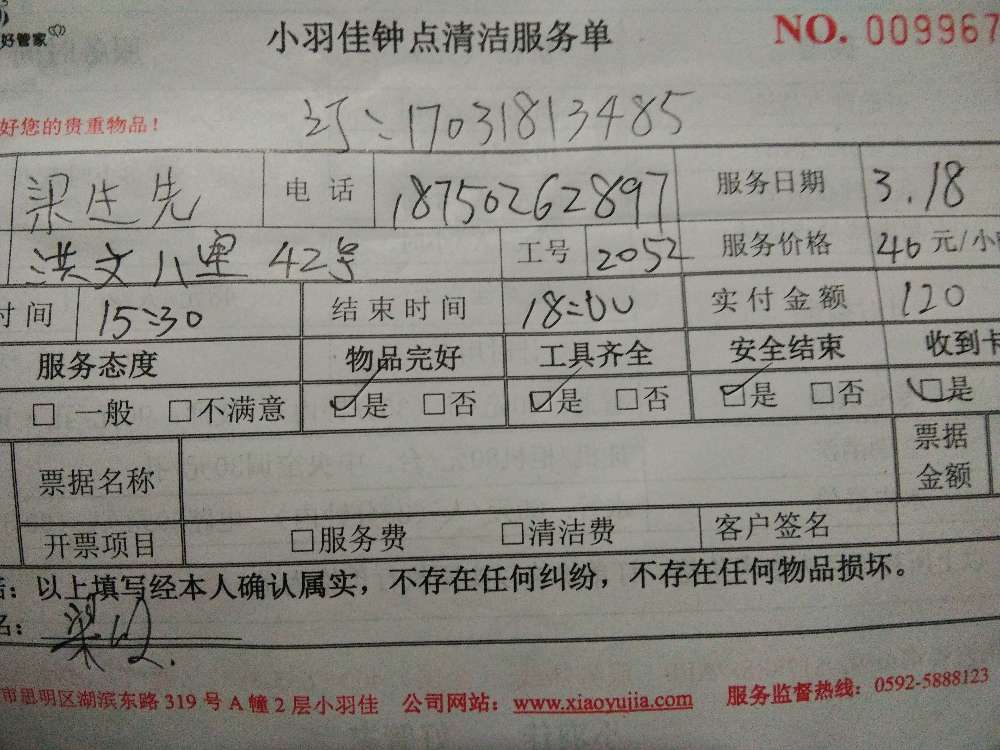 好管家
小羽佳钟点清洁服务单 NO. 009967
好您的贵重物品! 订:17031813485
梁先 电话 18750262897 服务日期 3.18
洪文八里 42号 工号 2052 服务价格 40 元/小
时间 15:30 结束时间 18:00 实付金额 120
服务态度 物品完好 工具齐全 安全结束 收到卡
□ 一般 □不满意 ☑是 □否 ☑是 □否 ☑是 □否 ☑是
票据名称 票据金额
开票项目 □服务费 □清洁费 客户签名
:以上填写经本人确认属实,不存在任何纠纷,不存在任何物品损坏。
名: 梁
市思明区湖滨东路 319 号 A 幢 2 层小羽佳 公司网站:www.xiaoyujia.com 服务监督热线:0592-5888123